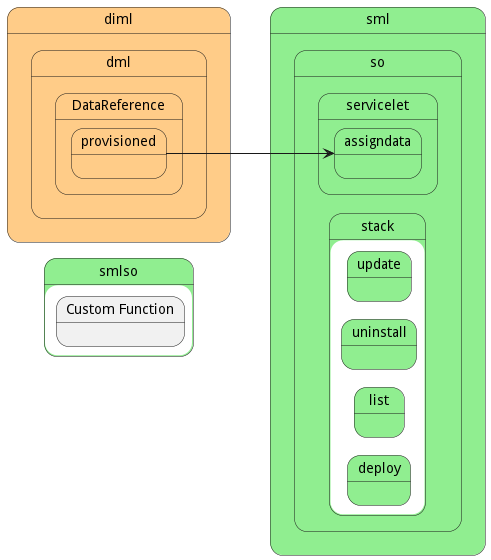 diml
dml
DataReference
provisioned
smlso
Custom Function
sml
so
servicelet
assigndata
stack
update
uninstall
list
deploy